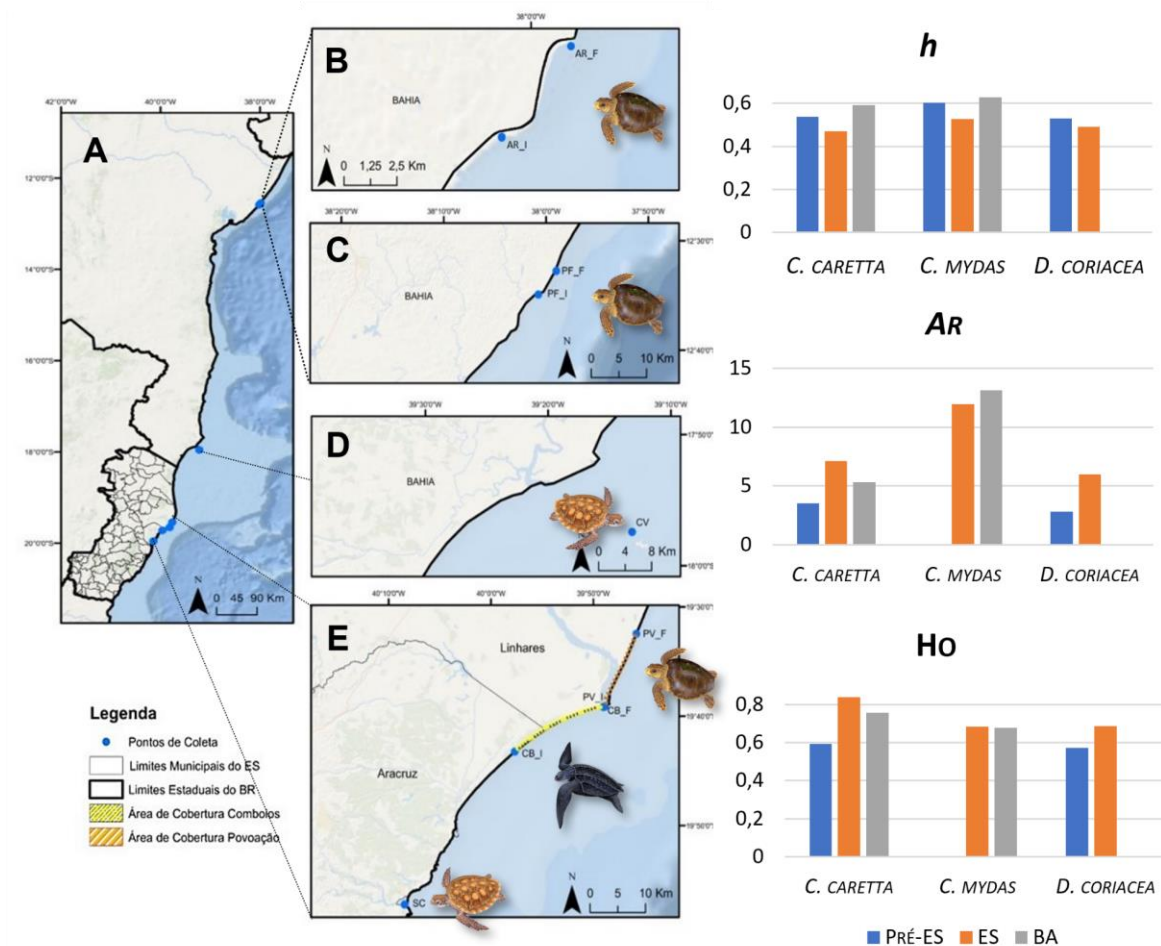 42°0'0"W 40°0'0"W 38°0'0"W
A
12°0'0"S
14°0'0"S
16°0'0"S
18°0'0"S
20°0'0"S
N
0 45 90 Km
Legenda
Pontos de Coleta
Limites Municipais do ES
Limites Estaduais do BR
Área de Cobertura Comboios
Área de Cobertura Povoação
38°0'0"W
B
BAHIA
AR_F
AR_I
N
0 1,25 2,5 Km
38°20'0"W 38°10'0"W 38°0'0"W 37°50'0"W
C
BAHIA
PF_F
PF_I
12°30'0"S
12°40'0"S
N
0 5 10 Km
39°30'0"W 39°20'0"W 39°10'0"W
D
BAHIA
CV
17°50'0"S
18°0'0"S
0 4 8 Km
40°10'0"W 40°0'0"W 39°50'0"W
E
Linhares
Aracruz
PV_F
PV_I
CB_F
CB_I
SC
19°30'0"S
19°40'0"S
19°50'0"S
N
0 5 10 Km
h
0,6
0,4
0,2
0
C. CARETTA C. MYDAS D. CORIACEA
AR
15
10
5
0
C. CARETTA C. MYDAS D. CORIACEA
HO
0,8
0,6
0,4
0,2
0
C. CARETTA C. MYDAS D. CORIACEA
PRÉ-ES ES BA